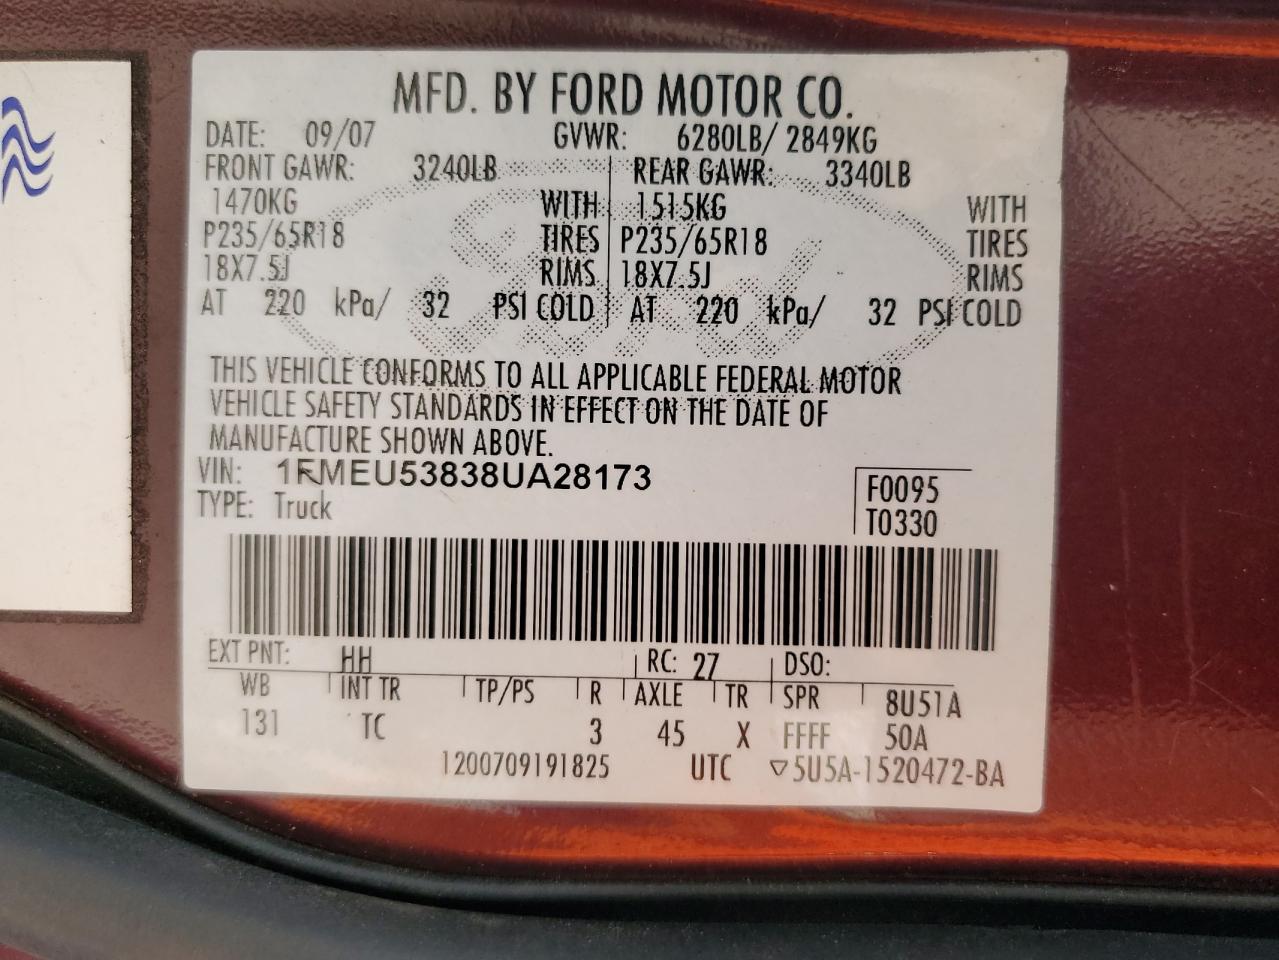 MFD. BY FORD MOTOR CO.
DATE: 09/07 GVWR: 6280LB/ 2849KG
FRONT GAWR: 3240LB REAR GAWR: 3340LB
1470KG WITH 1515KG WITH
P235/65R18 TIRES P235/65R18 TIRES
18X7.5J RIMS 18X7.5J RIMS
AT 220 kPa/ 32 PSI COLD AT 220 kPa/ 32 PSI COLD
Ford
THIS VEHICLE CONFORMS TO ALL APPLICABLE FEDERAL MOTOR
VEHICLE SAFETY STANDARDS IN EFFECT ON THE DATE OF
MANUFACTURE SHOWN ABOVE.
VIN: 1FMEU53838UA28173
TYPE: Truck
F0095
T0330
EXT PNT: HH RC: 27 DSO:
WB INT TR TP/PS R AXLE TR SPR 8U51A
131 TC 3 45 X FFFF 50A
1200709191825 UTC ▽5U5A-1520472-BA